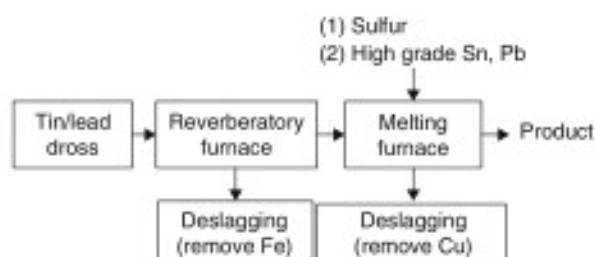 (1) Sulfur
(2) High grade Sn, Pb
Tin/lead
dross
Reverberatory
furnace
Melting
furnace
Product
Deslagging
(remove Fe)
Deslagging
(remove Cu)